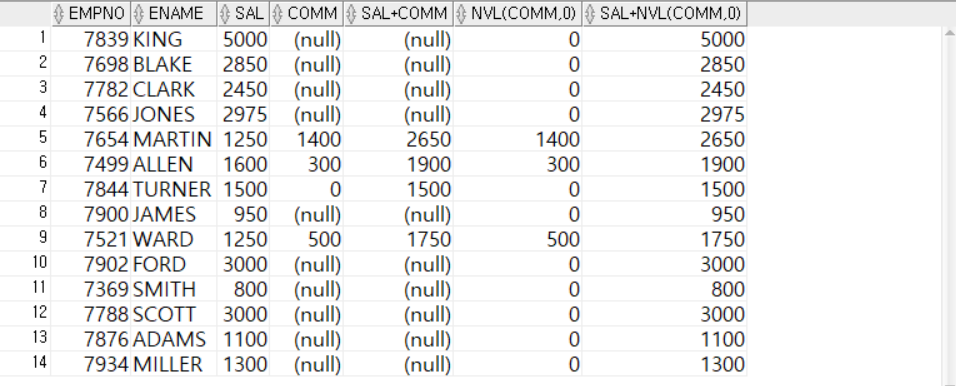 EMPNO ENAME SAL COMM SAL+COMM NVL(COMM,0) SAL+NVL(COMM,0)
1 7839 KING 5000 (null) (null) 0 5000
2 7698 BLAKE 2850 (null) (null) 0 2850
3 7782 CLARK 2450 (null) (null) 0 2450
4 7566 JONES 2975 (null) (null) 0 2975
5 7654 MARTIN 1250 1400 2650 1400 2650
6 7499 ALLEN 1600 300 1900 300 1900
7 7844 TURNER 1500 0 1500 0 1500
8 7900 JAMES 950 (null) (null) 0 950
9 7521 WARD 1250 500 1750 500 1750
10 7902 FORD 3000 (null) (null) 0 3000
11 7369 SMITH 800 (null) (null) 0 800
12 7788 SCOTT 3000 (null) (null) 0 3000
13 7876 ADAMS 1100 (null) (null) 0 1100
14 7934 MILLER 1300 (null) (null) 0 1300